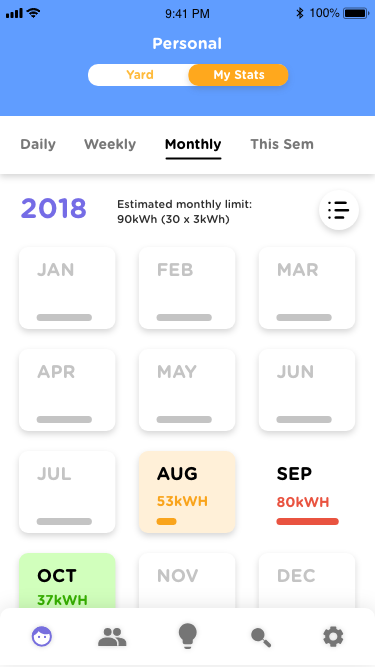 9:41 PM 100%
Personal
Yard My Stats
Daily Weekly Monthly This Sem
2018
Estimated monthly limit:
90kWh (30 x 3kWh)
JAN FEB MAR
APR MAY JUN
JUL AUG SEP
53kWH 80kWH
OCT NOV DEC
37kWH